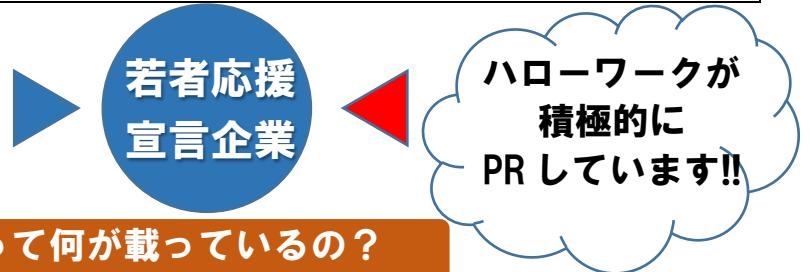 若者応援
宣言企業
ハローワークが
積極的に
PRしています!!
って何が載っているの？